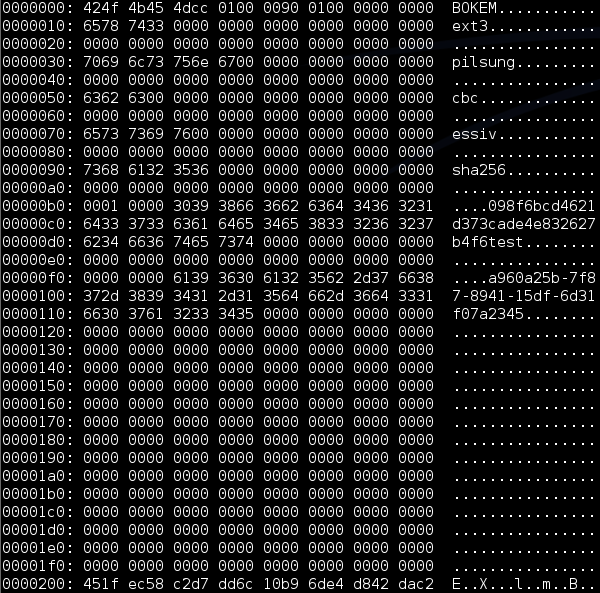 0000000: 424f 4b45 4dcc 0100 0090 0100 0000 0000  BOKEM...........
0000010: 6578 7433 0000 0000 0000 0000 0000 0000  ext3............
0000020: 0000 0000 0000 0000 0000 0000 0000 0000  ................
0000030: 7069 6c73 756e 6700 0000 0000 0000 0000  pilsung.........
0000040: 0000 0000 0000 0000 0000 0000 0000 0000  ................
0000050: 6362 6300 0000 0000 0000 0000 0000 0000  cbc.............
0000060: 0000 0000 0000 0000 0000 0000 0000 0000  ................
0000070: 6573 7369 7600 0000 0000 0000 0000 0000  essiv...........
0000080: 0000 0000 0000 0000 0000 0000 0000 0000  ................
0000090: 7368 6132 3536 0000 0000 0000 0000 0000  sha256..........
00000a0: 0000 0000 0000 0000 0000 0000 0000 0000  ................
00000b0: 0001 0000 3039 3866 3662 6364 3436 3231  ....098f6bcd4621
00000c0: 6433 3733 6361 6465 3465 3833 3236 3237  d373cade4e832627
00000d0: 6234 6636 7465 7374 0000 0000 0000 0000  b4f6test........
00000e0: 0000 0000 0000 0000 0000 0000 0000 0000  ................
00000f0: 0000 0000 6139 3630 6132 3562 2d37 6638  ....a960a25b-7f8
0000100: 372d 3839 3431 2d31 3564 662d 3664 3331  7-8941-15df-6d31
0000110: 6630 3761 3233 3435 0000 0000 0000 0000  f07a2345........
0000120: 0000 0000 0000 0000 0000 0000 0000 0000  ................
0000130: 0000 0000 0000 0000 0000 0000 0000 0000  ................
0000140: 0000 0000 0000 0000 0000 0000 0000 0000  ................
0000150: 0000 0000 0000 0000 0000 0000 0000 0000  ................
0000160: 0000 0000 0000 0000 0000 0000 0000 0000  ................
0000170: 0000 0000 0000 0000 0000 0000 0000 0000  ................
0000180: 0000 0000 0000 0000 0000 0000 0000 0000  ................
0000190: 0000 0000 0000 0000 0000 0000 0000 0000  ................
00001a0: 0000 0000 0000 0000 0000 0000 0000 0000  ................
00001b0: 0000 0000 0000 0000 0000 0000 0000 0000  ................
00001c0: 0000 0000 0000 0000 0000 0000 0000 0000  ................
00001d0: 0000 0000 0000 0000 0000 0000 0000 0000  ................
00001e0: 0000 0000 0000 0000 0000 0000 0000 0000  ................
00001f0: 0000 0000 0000 0000 0000 0000 0000 0000  ................
0000200: 451f ec58 c2d7 dd6c 10b9 6de4 d842 dac2  E..X...l..m..B..